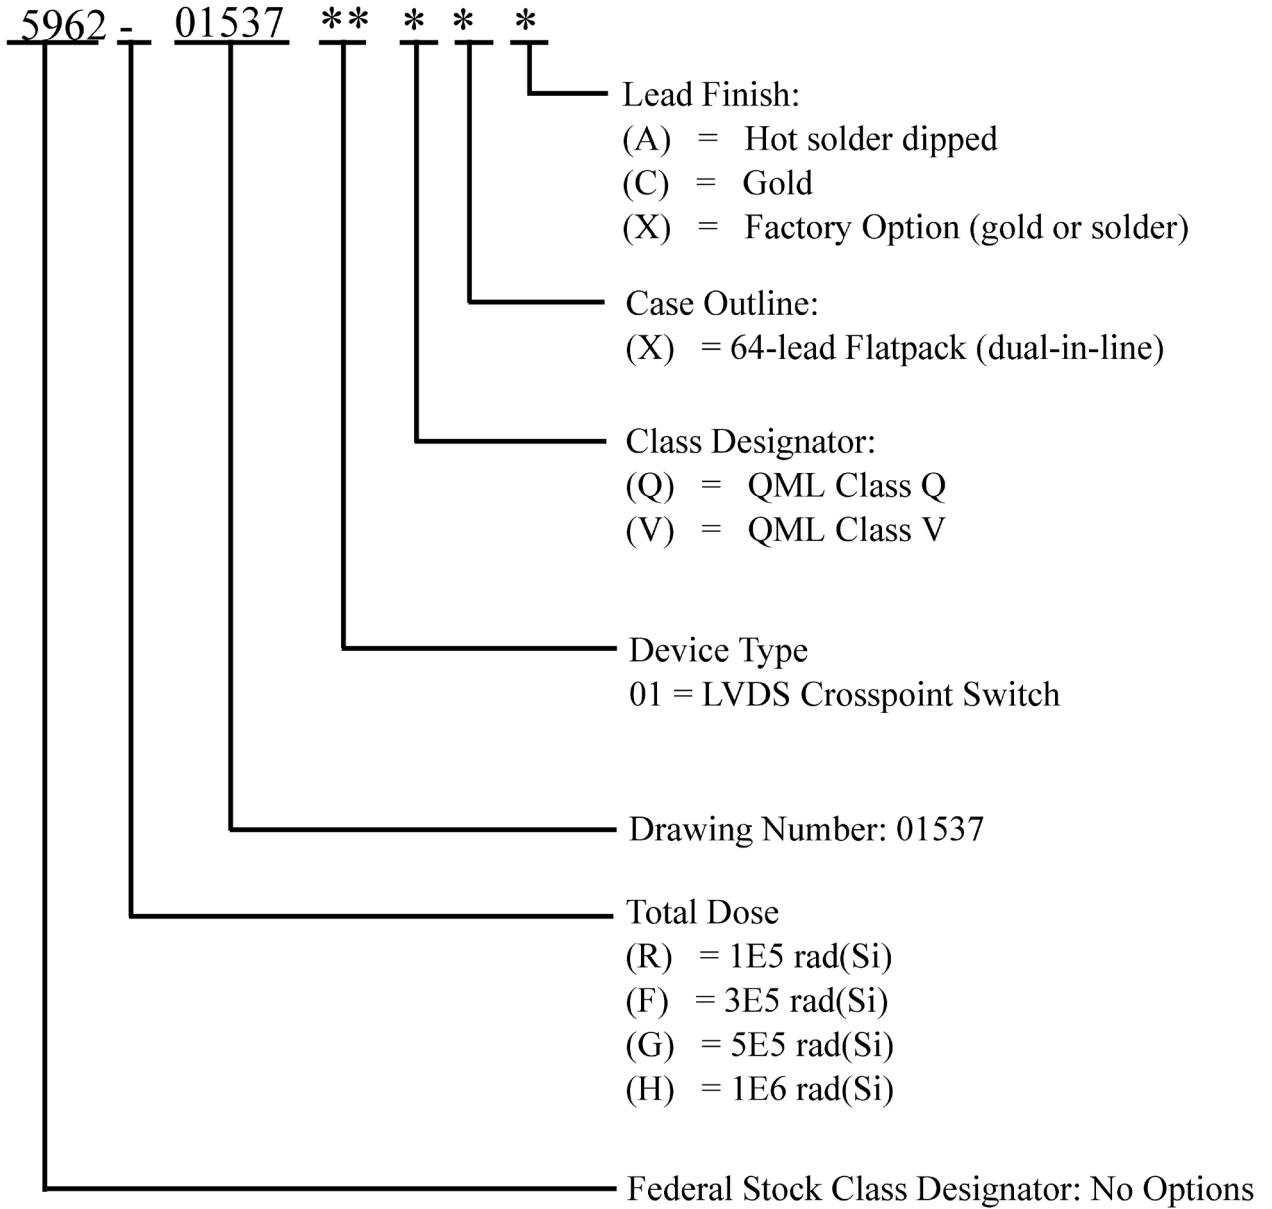 5962 - 01537 ** * * *
Lead Finish:
(A) = Hot solder dipped
(C) = Gold
(X) = Factory Option (gold or solder)
Case Outline:
(X) = 64-lead Flatpack (dual-in-line)
Class Designator:
(Q) = QML Class Q
(V) = QML Class V
Device Type
01 = LVDS Crosspoint Switch
Drawing Number: 01537
Total Dose
(R) = 1E5 rad(Si)
(F) = 3E5 rad(Si)
(G) = 5E5 rad(Si)
(H) = 1E6 rad(Si)
Federal Stock Class Designator: No Options